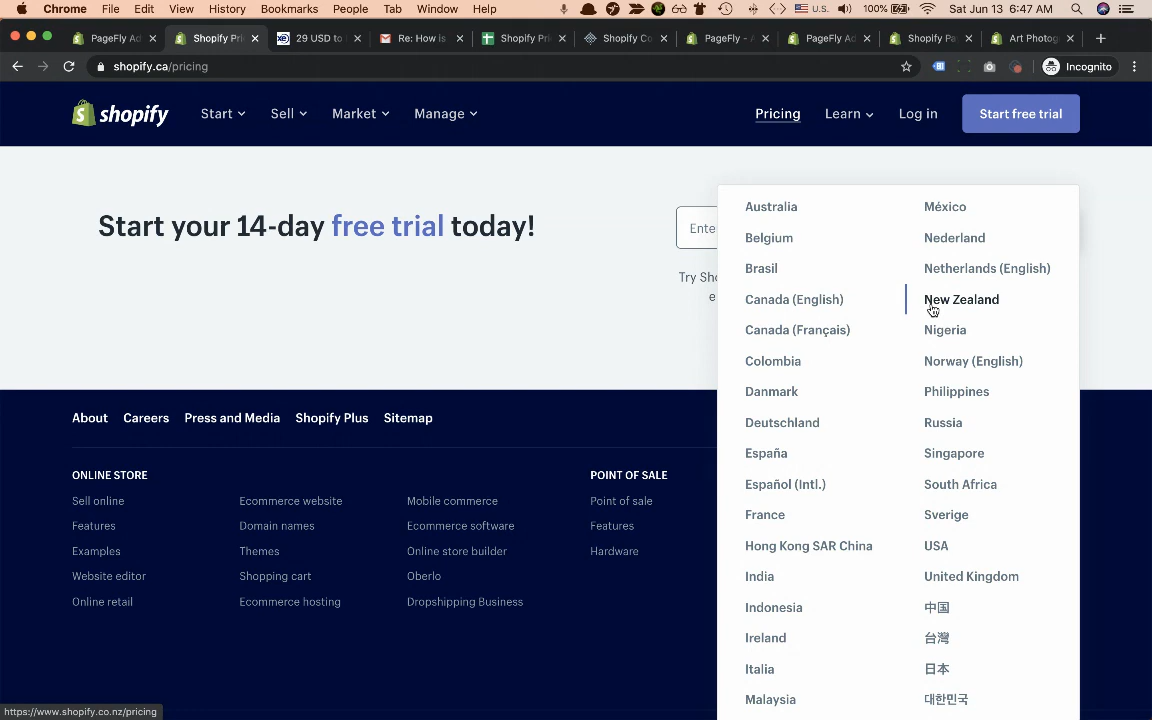 Chrome File Edit View History Bookmarks People Tab Window Help U.S. 100% Sat Jun 13 6:47 AM
PageFly Ad Shopify Pri 29 USD to Re: How is Shopify Pri Shopify Co PageFly - A PageFly Ad Shopify Pa Art Photog
shopify.ca/pricing Incognito
shopify Start Sell Market Manage Pricing Learn Log in Start free trial
Start your 14-day free trial today!
Ente
Try Sho
e
Australia México
Belgium Nederland
Brasil Netherlands (English)
Canada (English) New Zealand
Canada (Français) Nigeria
Colombia Norway (English)
Danmark Philippines
Deutschland Russia
España Singapore
Español (Intl.) South Africa
France Sverige
Hong Kong SAR China USA
India United Kingdom
Indonesia 中国
Ireland 台灣
Italia 日本
Malaysia 대한민국
About Careers Press and Media Shopify Plus Sitemap
ONLINE STORE POINT OF SALE
Sell online Ecommerce website Mobile commerce Point of sale
Features Domain names Ecommerce software Features
Examples Themes Online store builder Hardware
Website editor Shopping cart Oberlo
Online retail Ecommerce hosting Dropshipping Business
https://www.shopify.co.nz/pricing